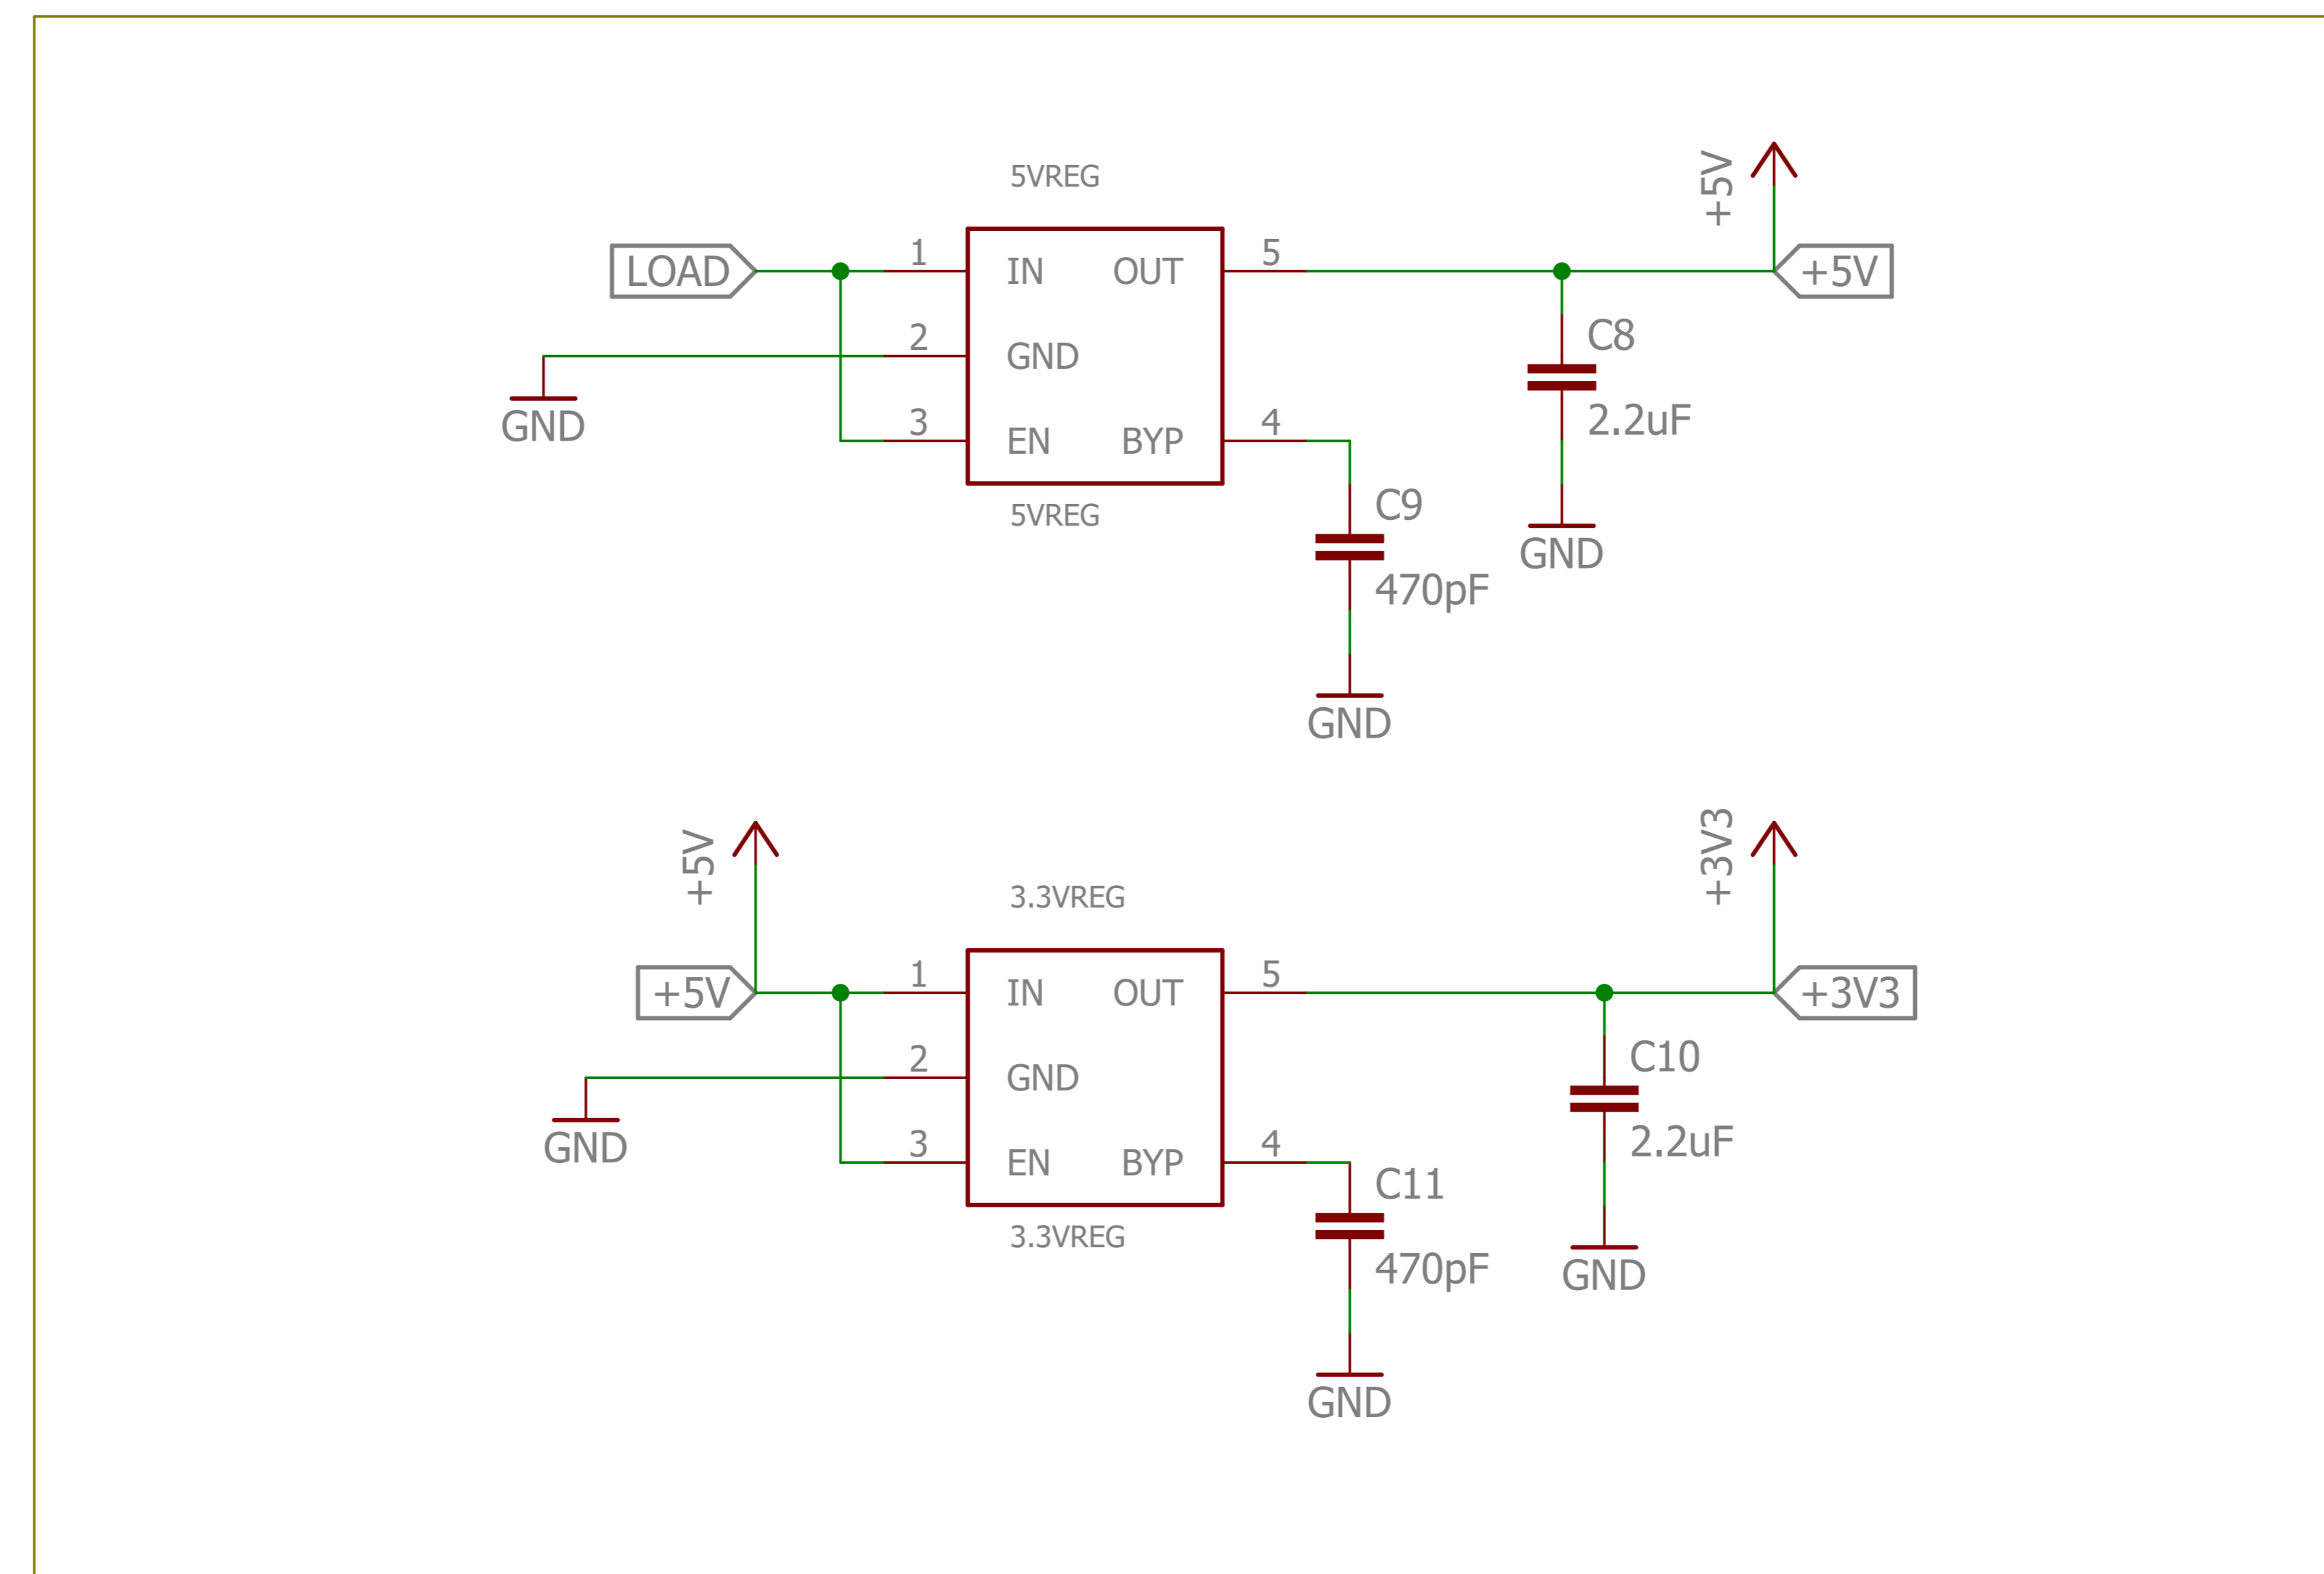 5VREG
+5V
LOAD
1
IN
OUT
5
+5V
2
GND
C8
2.2uF
GND
3
EN
BYP
4
5VREG
C9
470pF
GND
GND
+5V
+3V3
3.3VREG
+5V
1
IN
OUT
5
+3V3
2
GND
C10
2.2uF
GND
3
EN
BYP
4
3.3VREG
C11
470pF
GND
GND